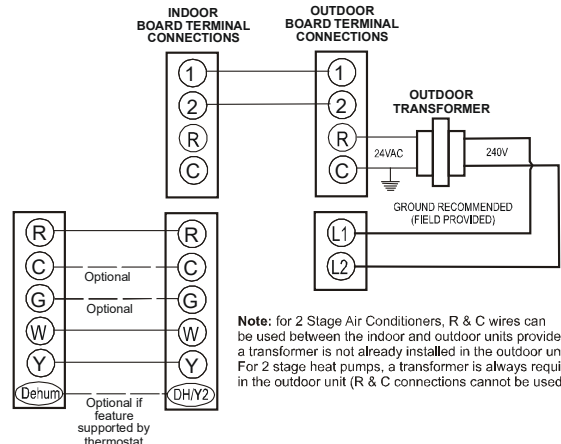 INDOOR
BOARD TERMINAL
CONNECTIONS
OUTDOOR
BOARD TERMINAL
CONNECTIONS
1
2
R
C
1
2
R
C
OUTDOOR
TRANSFORMER
24VAC
240V
GROUND RECOMMENDED
(FIELD PROVIDED)
L1
L2
R
C
G
W
Y
Dehum
Optional
Optional
Optional if
feature
supported by
thermostat
R
C
G
W
Y
DH/Y2
Note: for 2 Stage Air Conditioners, R & C wires can
be used between the indoor and outdoor units provide
a transformer is not already installed in the outdoor un
For 2 stage heat pumps, a transformer is always requi
in the outdoor unit (R & C connections cannot be used